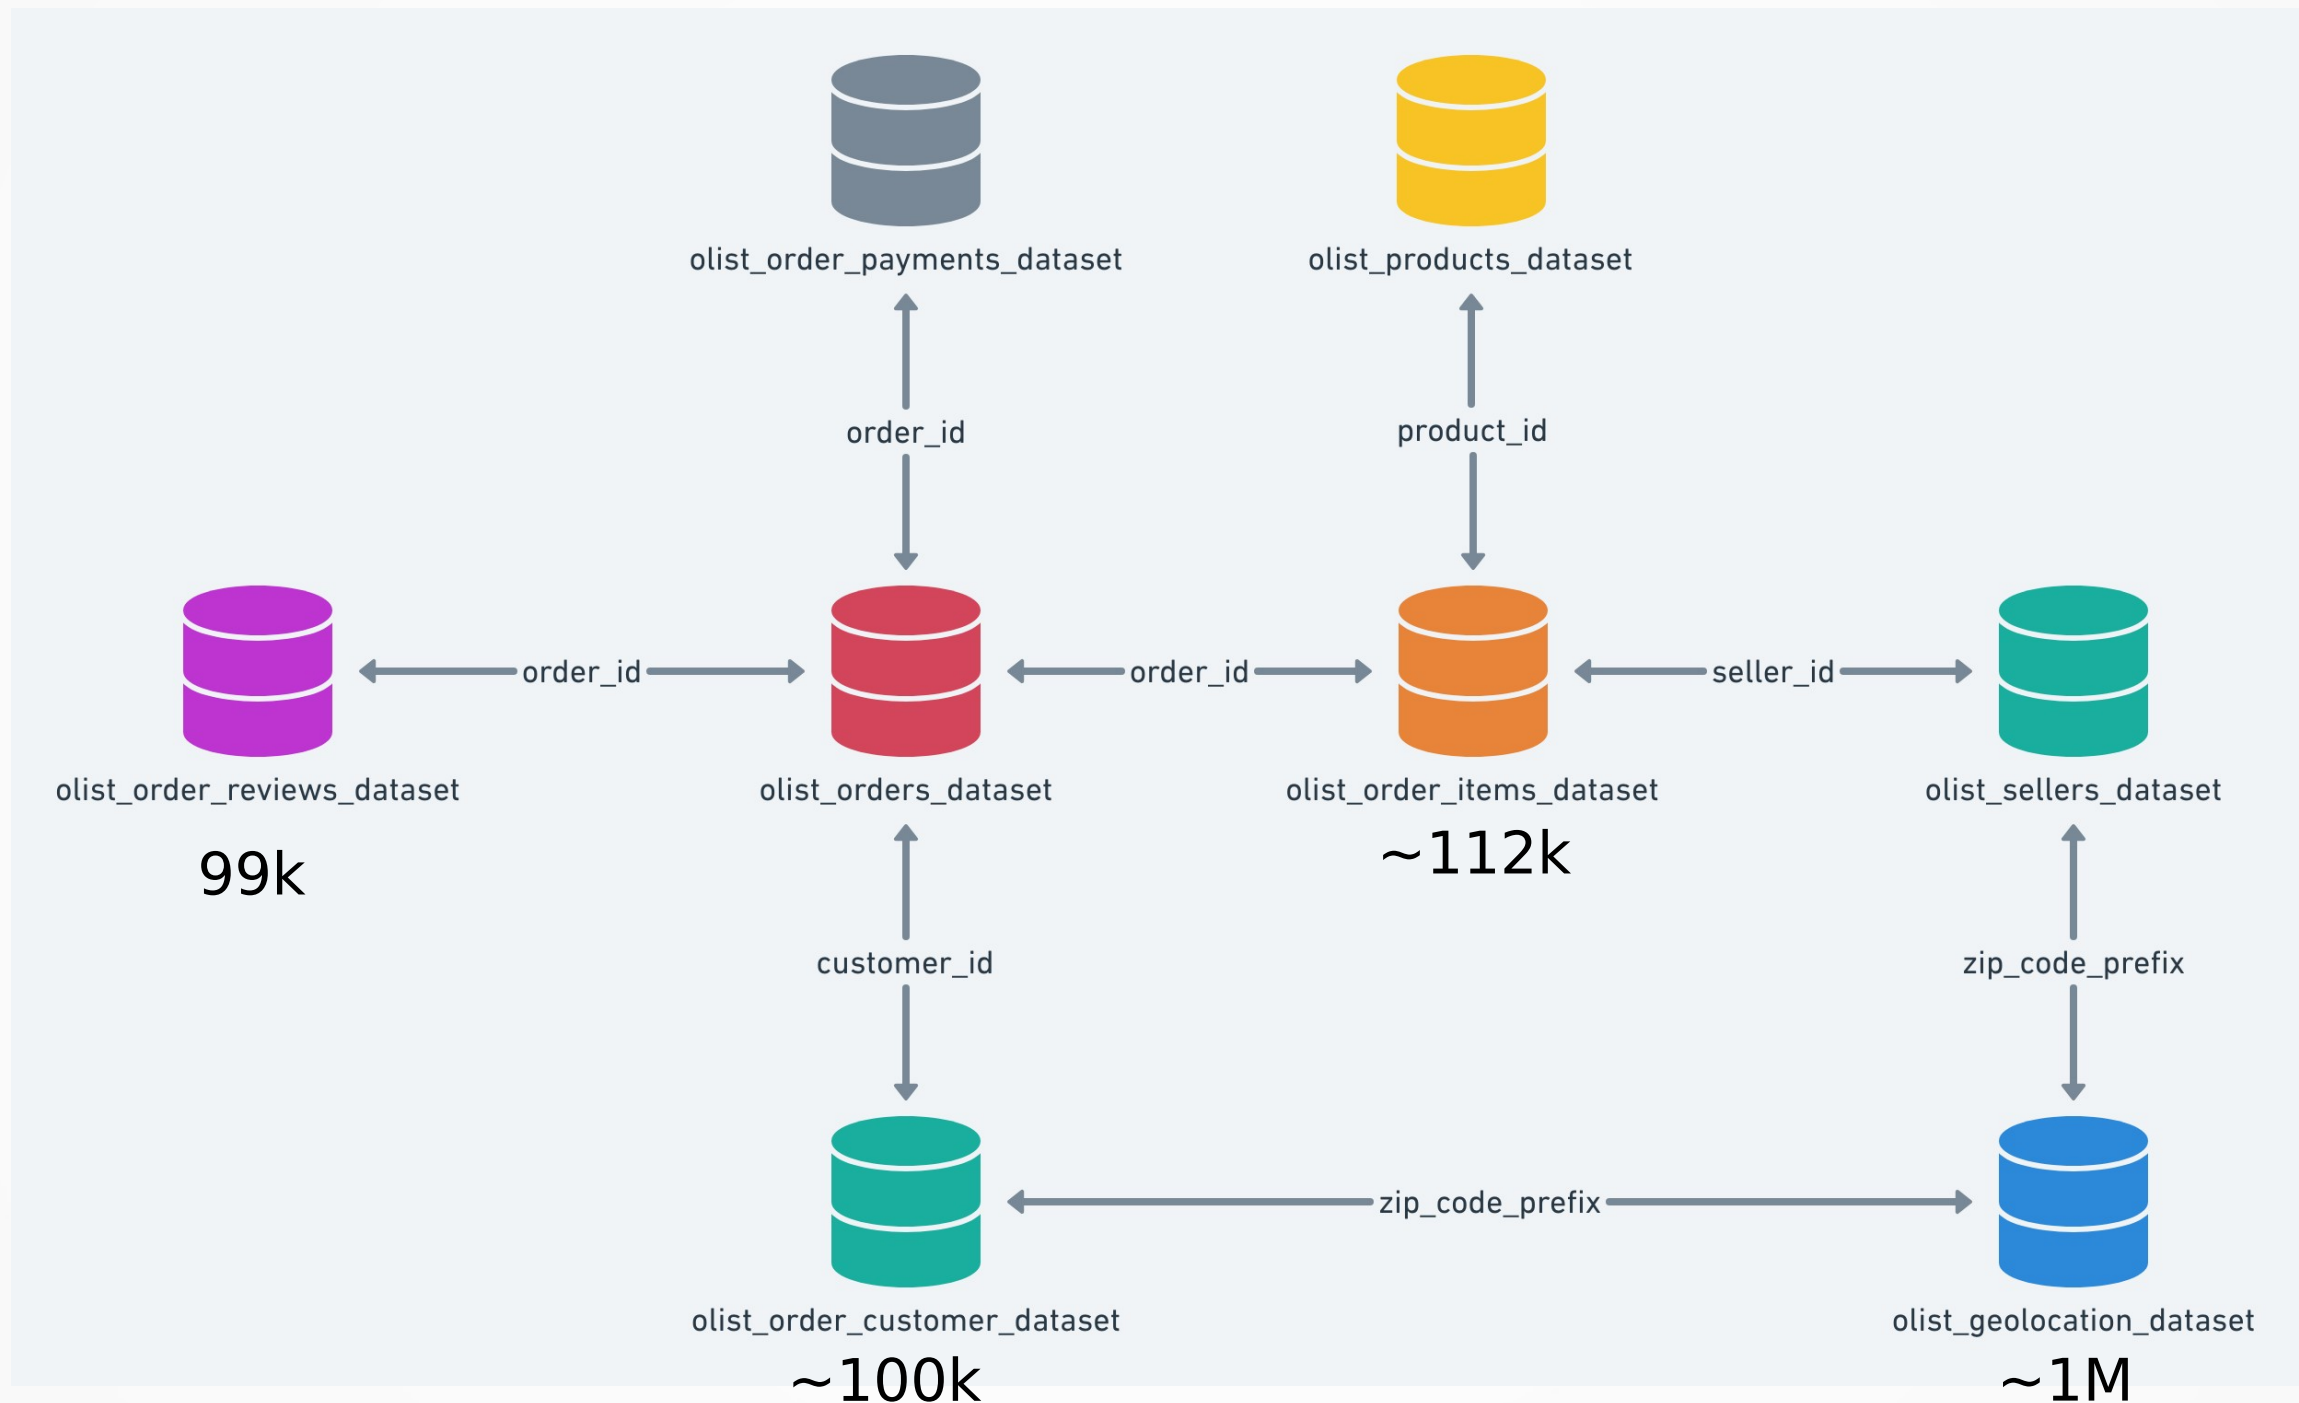 olist_order_payments_dataset
olist_products_dataset
order_id
product_id
order_id
order_id
seller_id
olist_order_reviews_dataset
olist_orders_dataset
olist_order_items_dataset
olist_sellers_dataset
99k
~112k
customer_id
zip_code_prefix
zip_code_prefix
olist_order_customer_dataset
olist_geolocation_dataset
~100k
~1M